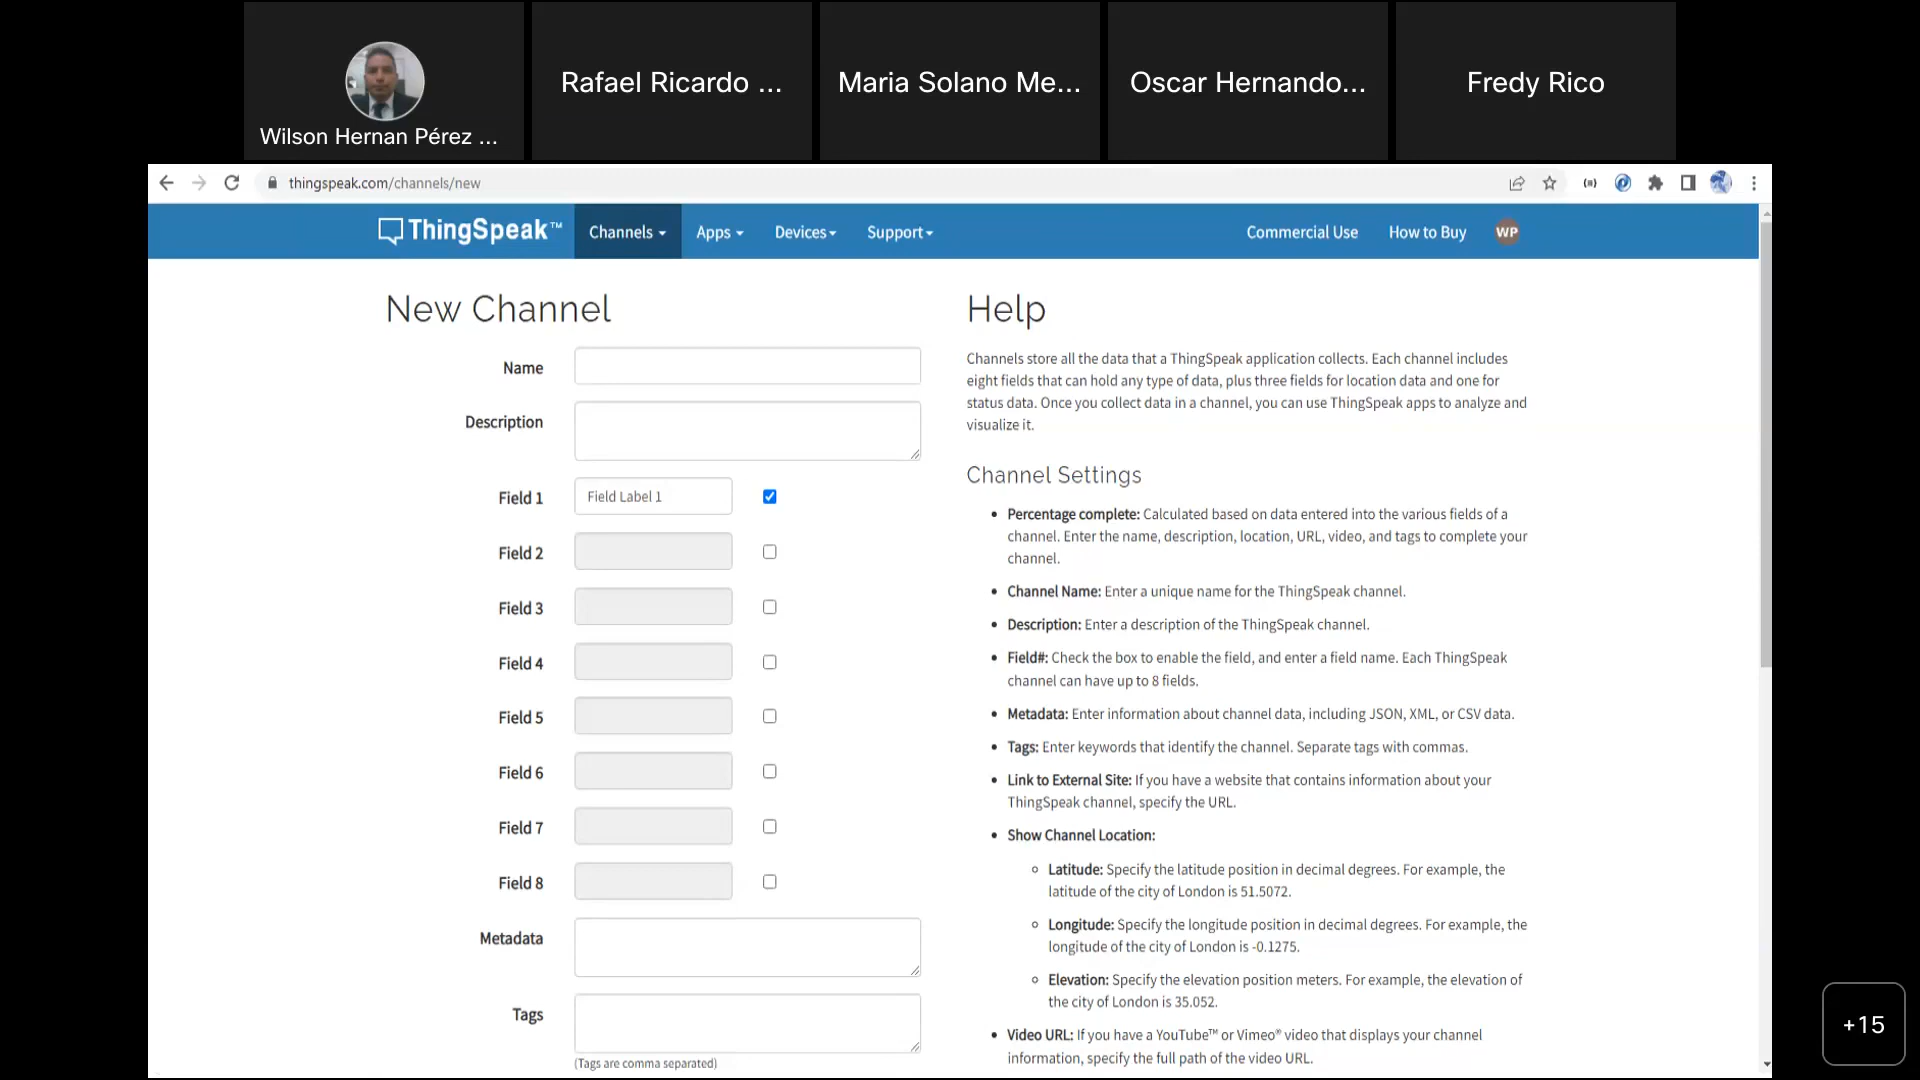 Wilson Hernan Pérez ...
Rafael Ricardo ...
Maria Solano Me...
Oscar Hernando...
Fredy Rico
thingspeak.com/channels/new
ThingSpeak™
Channels
Apps
Devices
Support
Commercial Use
How to Buy
WP
New Channel
Name
Description
Field 1
Field Label 1
Field 2
Field 3
Field 4
Field 5
Field 6
Field 7
Field 8
Metadata
Tags
(Tags are comma separated)
Help
Channels store all the data that a ThingSpeak application collects. Each channel includes
eight fields that can hold any type of data, plus three fields for location data and one for
status data. Once you collect data in a channel, you can use ThingSpeak apps to analyze and
visualize it.
Channel Settings
• Percentage complete: Calculated based on data entered into the various fields of a
channel. Enter the name, description, location, URL, video, and tags to complete your
channel.
• Channel Name: Enter a unique name for the ThingSpeak channel.
• Description: Enter a description of the ThingSpeak channel.
• Field#: Check the box to enable the field, and enter a field name. Each ThingSpeak
channel can have up to 8 fields.
• Metadata: Enter information about channel data, including JSON, XML, or CSV data.
• Tags: Enter keywords that identify the channel. Separate tags with commas.
• Link to External Site: If you have a website that contains information about your
ThingSpeak channel, specify the URL.
• Show Channel Location:
◦ Latitude: Specify the latitude position in decimal degrees. For example, the
latitude of the city of London is 51.5072.
◦ Longitude: Specify the longitude position in decimal degrees. For example, the
longitude of the city of London is -0.1275.
◦ Elevation: Specify the elevation position meters. For example, the elevation of
the city of London is 35.052.
• Video URL: If you have a YouTube™ or Vimeo® video that displays your channel
information, specify the full path of the video URL.
+15